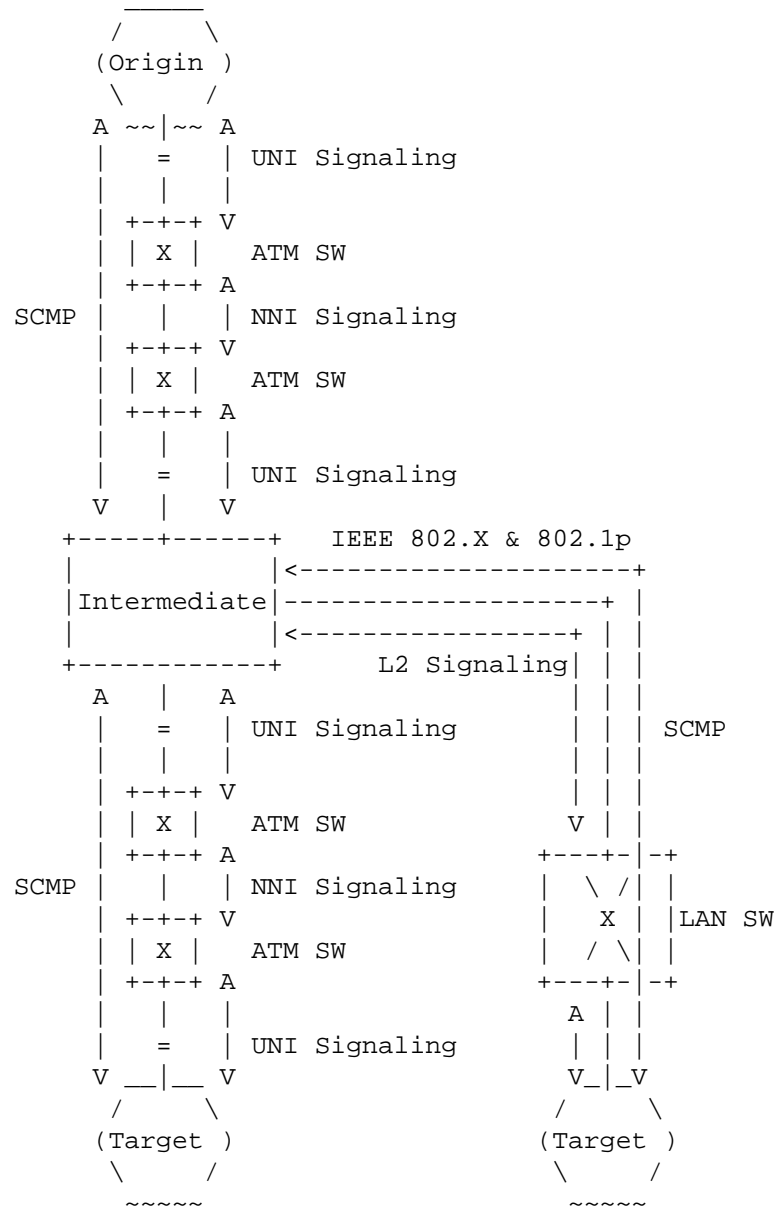 (Origin )
UNI Signaling
ATM SW
SCMP NNI Signaling
ATM SW
UNI Signaling
IEEE 802.X & 802.1p
Intermediate
L2 Signaling
UNI Signaling SCMP
ATM SW
SCMP NNI Signaling
LAN SW
ATM SW
UNI Signaling
(Target ) (Target )